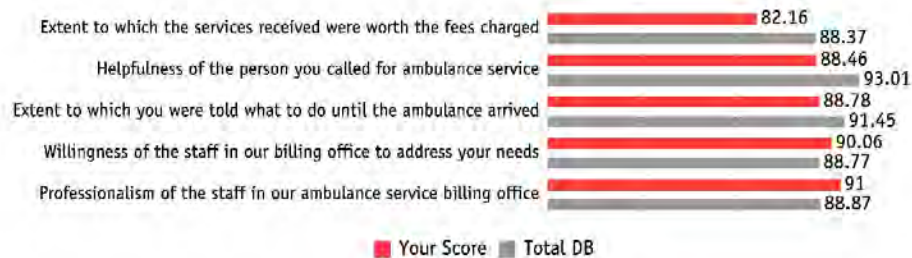 Extent to which the services received were worth the fees charged 82.16
88.37
Helpfulness of the person you called for ambulance service 88.46
93.01
Extent to which you were told what to do until the ambulance arrived 88.78
91.45
Willingness of the staff in our billing office to address your needs 90.06
88.77
Professionalism of the staff in our ambulance service billing office 91
88.87
Your Score Total DB